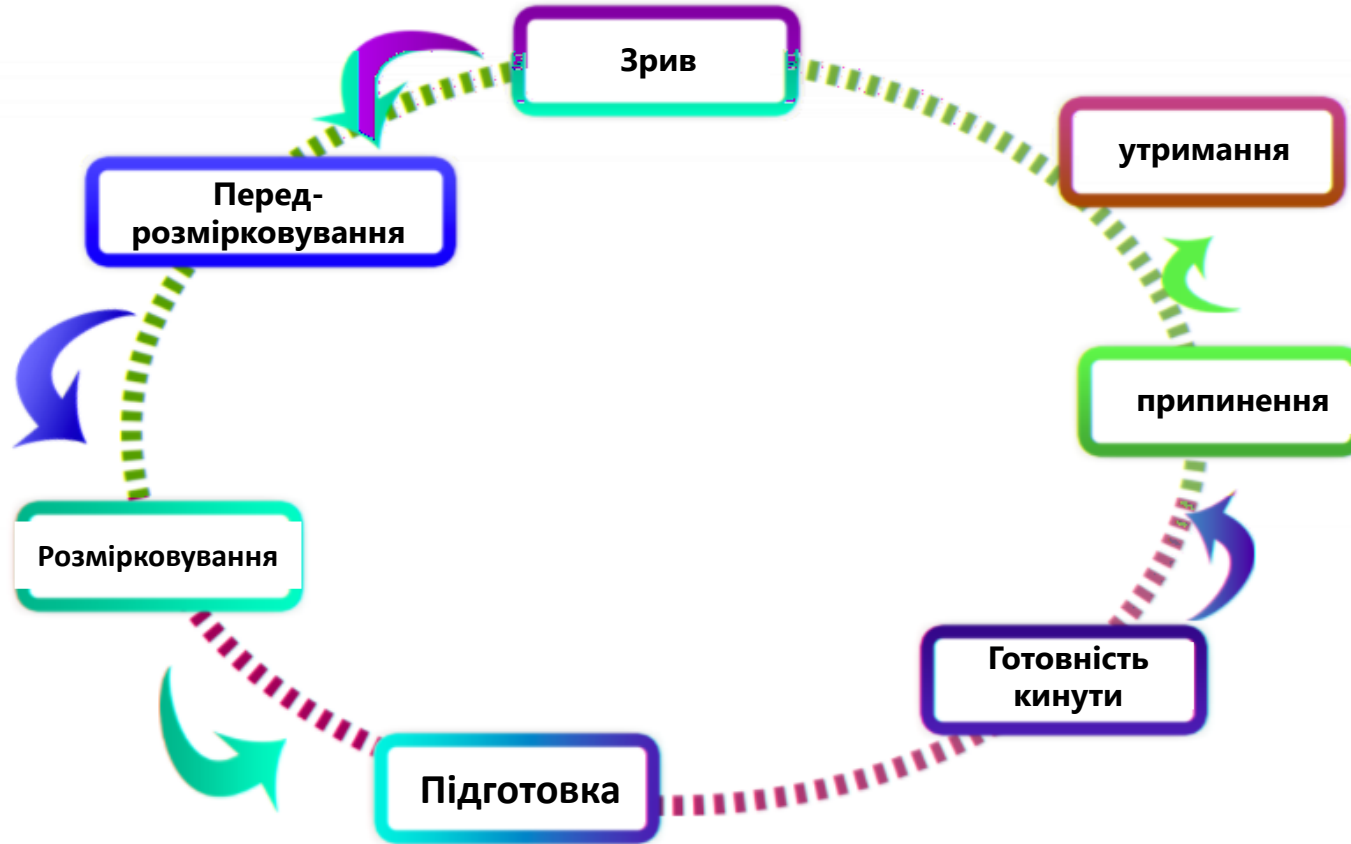 Зрив
утримання
Перед-
розмірковування
припинення
Розмірковування
Готовність
кинути
Підготовка